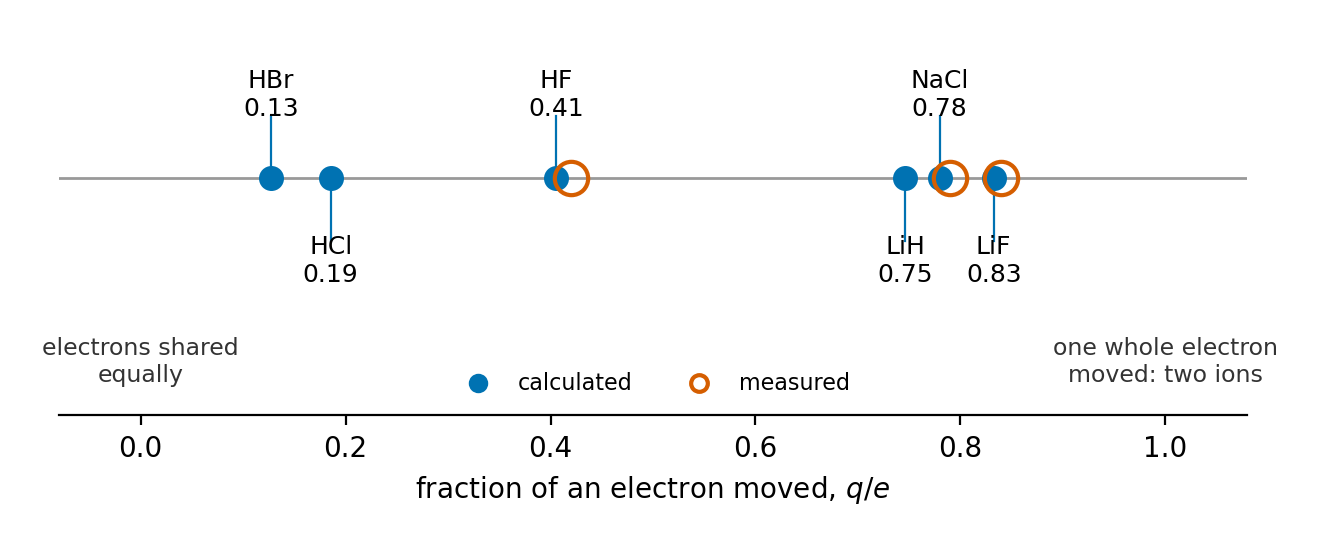 HBr
0.13
HF
0.41
NaCl
0.78
HCl
0.19
LiH
0.75
LiF
0.83
electrons shared
equally
one whole electron
moved: two ions
calculated
measured
0.0
0.2
0.4
0.6
0.8
1.0
fraction of an electron moved, q/e